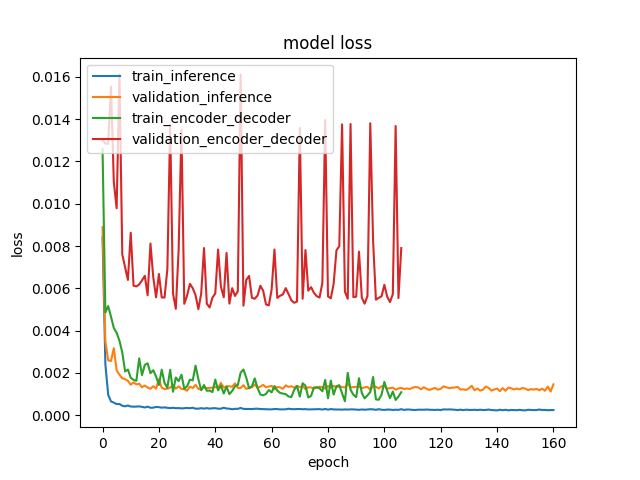 model loss
train_inference
validation_inference
train_encoder_decoder
validation_encoder_decoder
loss
0.016
0.014
0.012
0.010
0.008
0.006
0.004
0.002
0.000
0 20 40 60 80 100 120 140 160
epoch